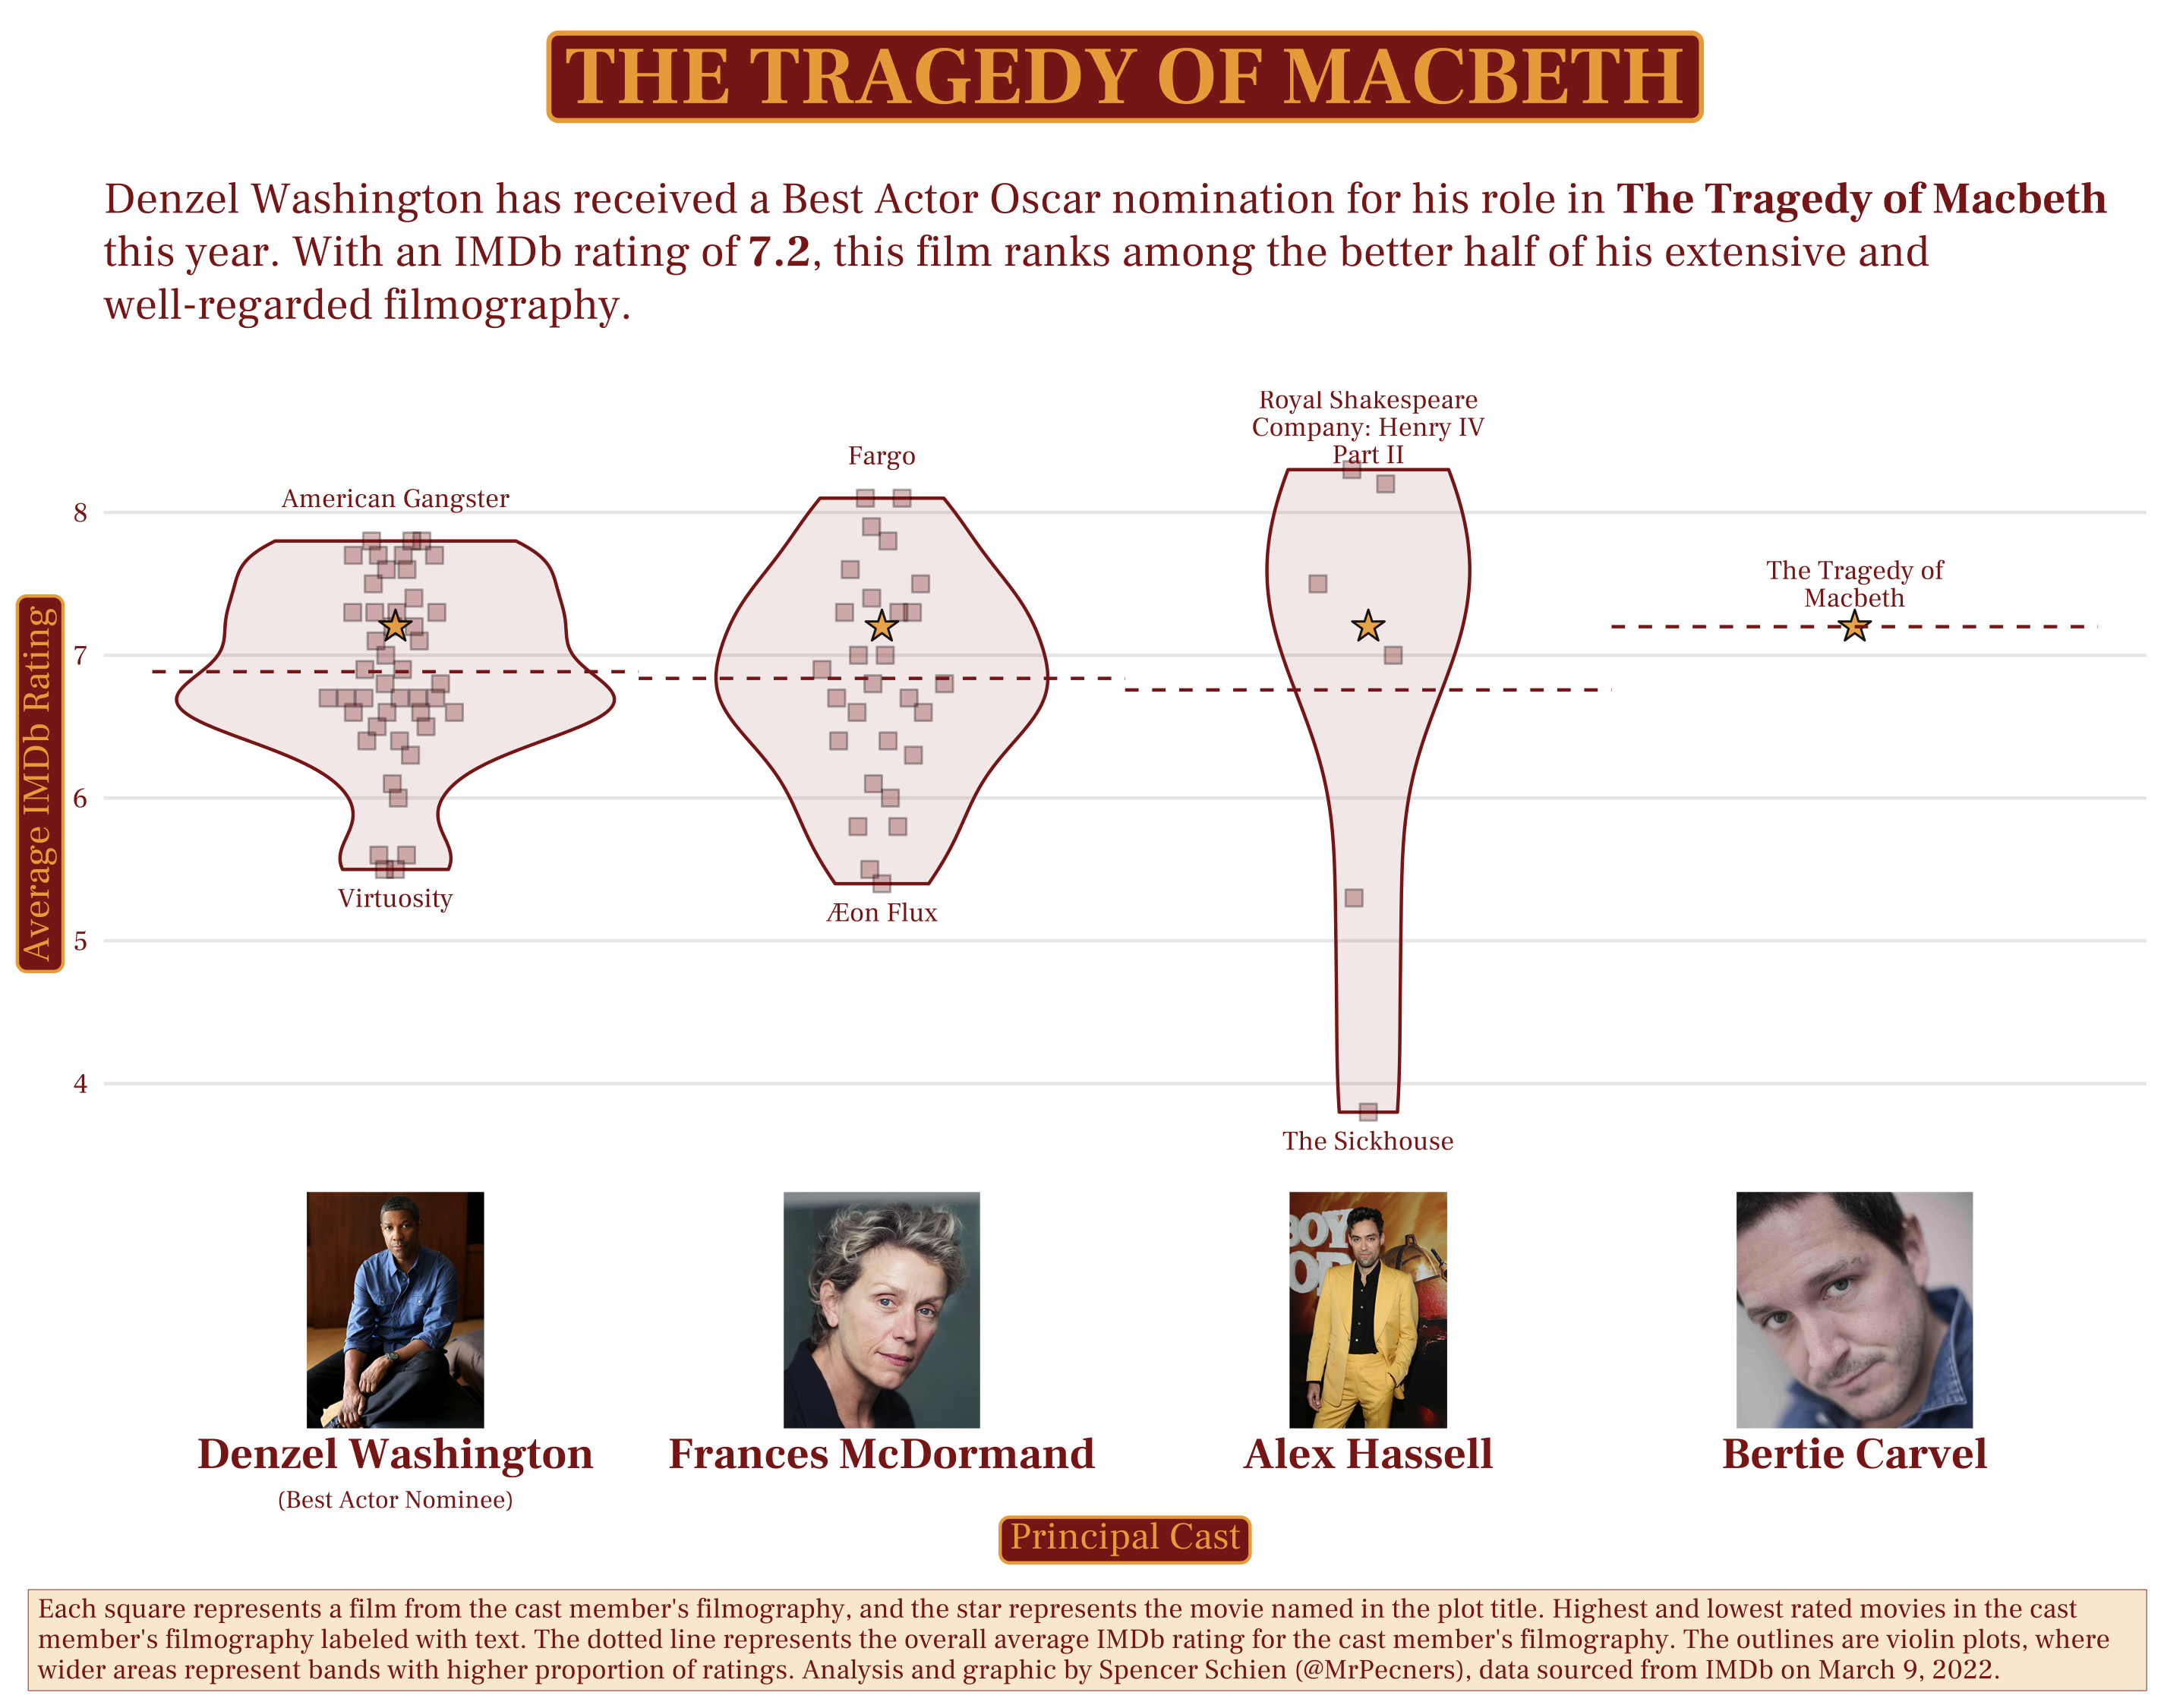 THE TRAGEDY OF MACBETH
Denzel Washington has received a Best Actor Oscar nomination for his role in The Tragedy of Macbeth
this year. With an IMDb rating of 7.2, this film ranks among the better half of his extensive and
well-regarded filmography.
Average IMDb Rating
8
7
6
5
4
American Gangster
Virtuosity
Fargo
Æon Flux
Royal Shakespeare
Company: Henry IV
Part II
The Sickhouse
The Tragedy of
Macbeth
BOY
OP
Denzel Washington
(Best Actor Nominee)
Frances McDormand
Alex Hassell
Bertie Carvel
Principal Cast
Each square represents a film from the cast member's filmography, and the star represents the movie named in the plot title. Highest and lowest rated movies in the cast
member's filmography labeled with text. The dotted line represents the overall average IMDb rating for the cast member's filmography. The outlines are violin plots, where
wider areas represent bands with higher proportion of ratings. Analysis and graphic by Spencer Schien (@MrPecners), data sourced from IMDb on March 9, 2022.